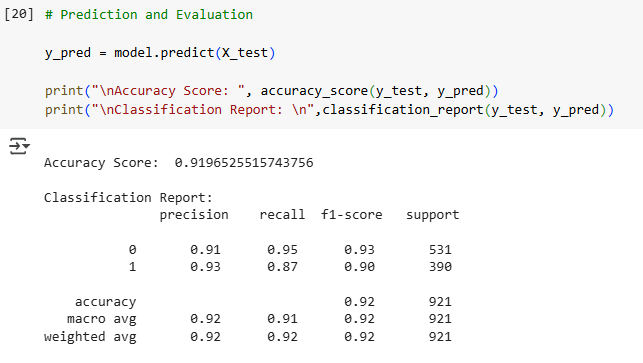 [20] # Prediction and Evaluation
y_pred = model.predict(X_test)
print("\nAccuracy Score: ", accuracy_score(y_test, y_pred))
print("\nClassification Report: \n",classification_report(y_test, y_pred))
Accuracy Score:  0.9196525515743756
Classification Report:
precision recall f1-score support
0 0.91 0.95 0.93 531
1 0.93 0.87 0.90 390
accuracy 0.92 921
macro avg 0.92 0.91 0.92 921
weighted avg 0.92 0.92 0.92 921